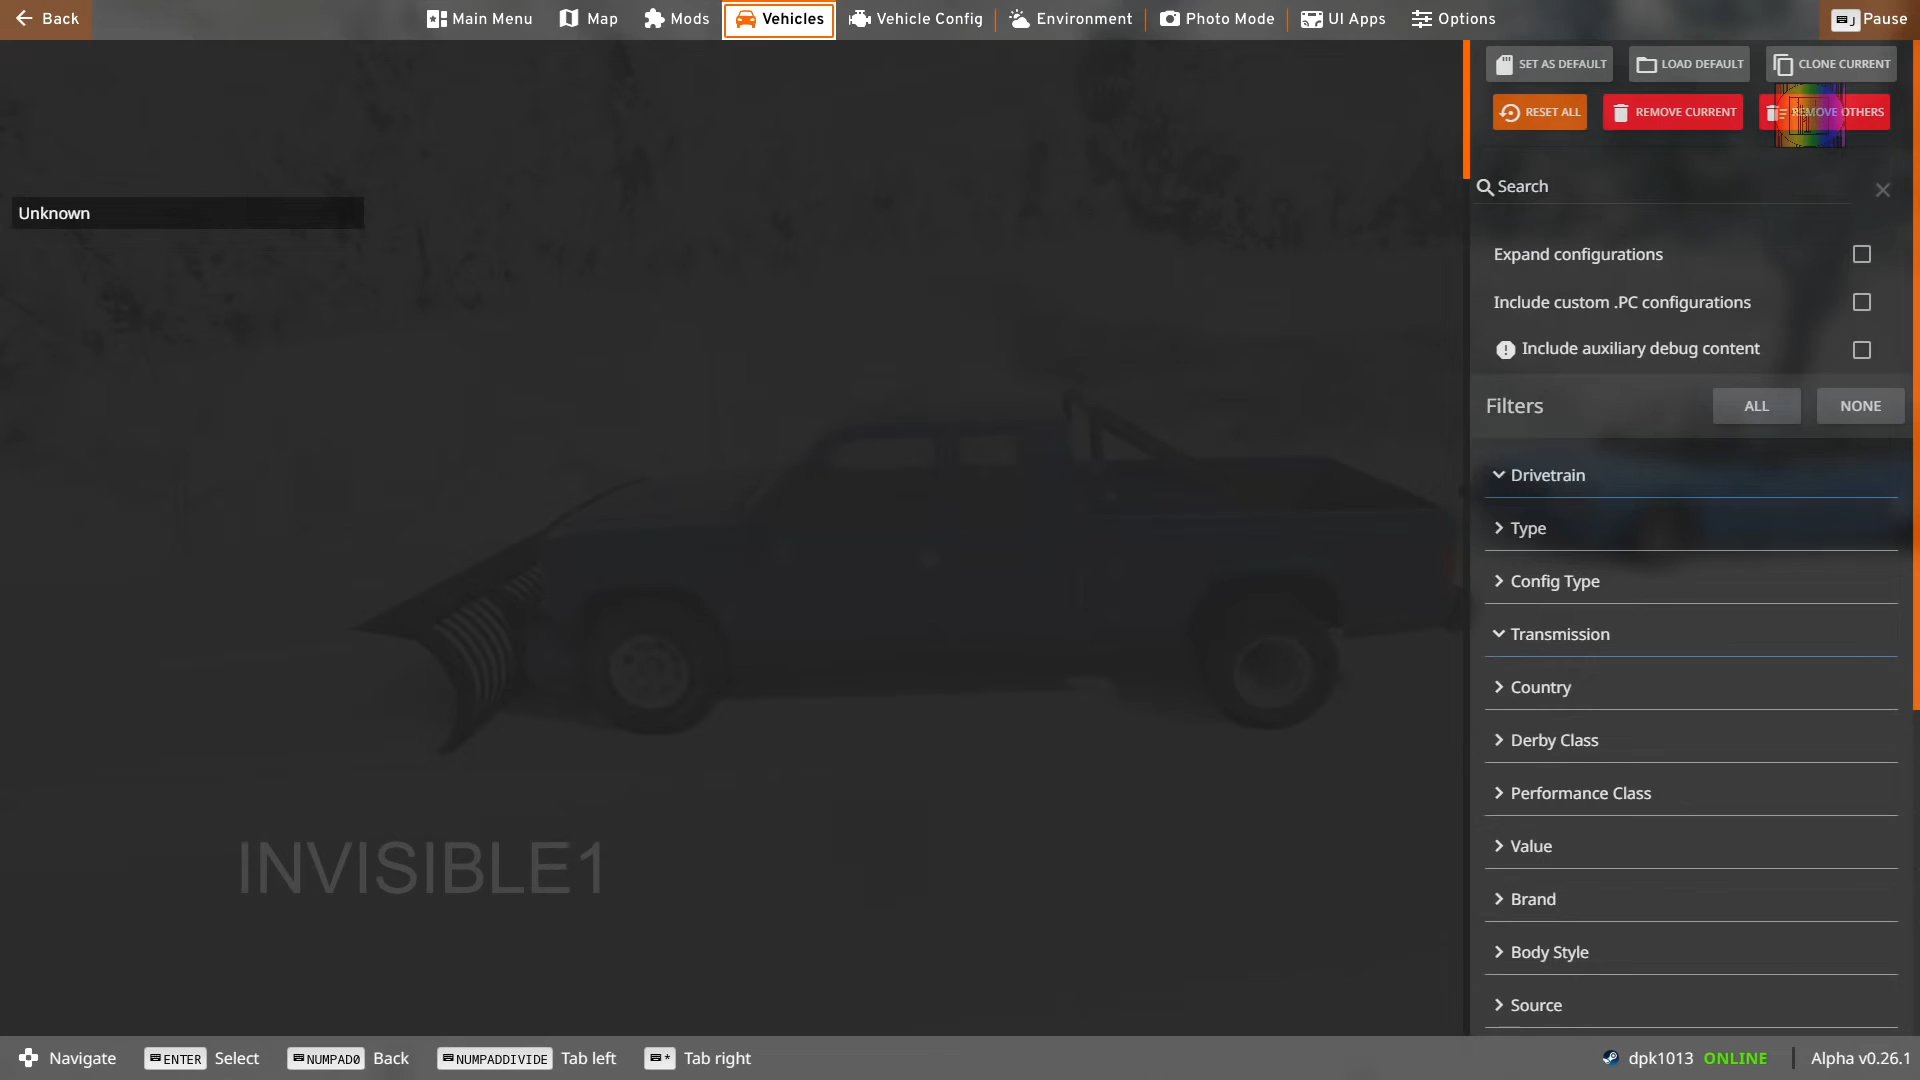 Back
Main Menu
Map
Mods
Vehicles
Vehicle Config
Environment
Photo Mode
UI Apps
Options
J Pause
SET AS DEFAULT
LOAD DEFAULT
CLONE CURRENT
RESET ALL
REMOVE CURRENT
REMOVE OTHERS
Search
Unknown
Expand configurations
Include custom .PC configurations
Include auxiliary debug content
Filters
ALL
NONE
Drivetrain
Type
Config Type
Transmission
Country
Derby Class
Performance Class
Value
INVISIBLE1
Brand
Body Style
Source
Navigate
ENTER Select
NUMPAD0 Back
NUMPADDIVIDE Tab left
* Tab right
dpk1013 ONLINE
Alpha v0.26.1